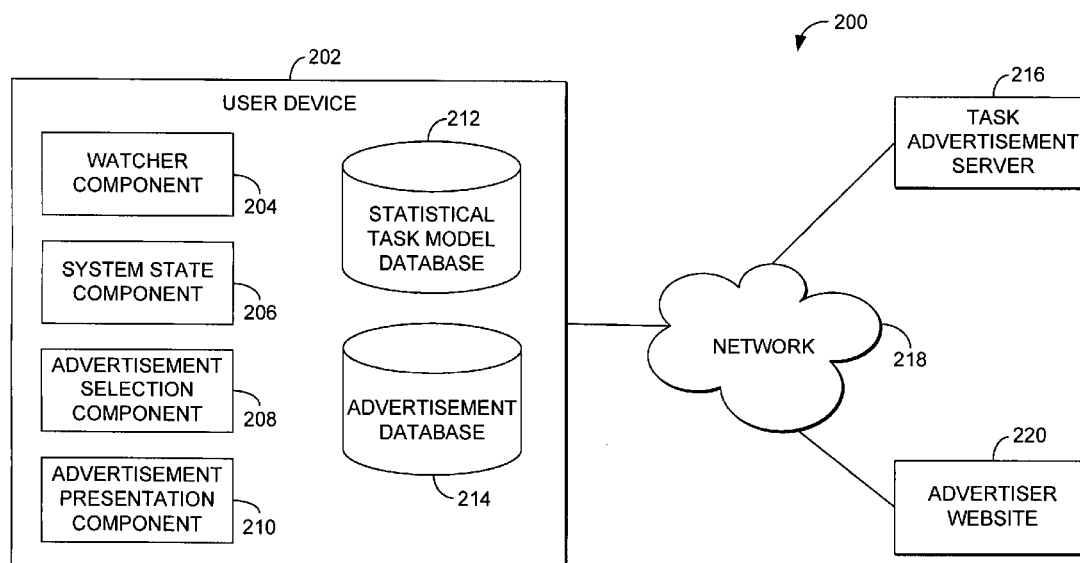 200
202
USER DEVICE
WATCHER
COMPONENT
204
SYSTEM STATE
COMPONENT
206
ADVERTISEMENT
SELECTION
COMPONENT
208
ADVERTISEMENT
PRESENTATION
COMPONENT
210
212
STATISTICAL
TASK MODEL
DATABASE
ADVERTISEMENT
DATABASE
214
NETWORK
218
216
TASK
ADVERTISEMENT
SERVER
220
ADVERTISER
WEBSITE